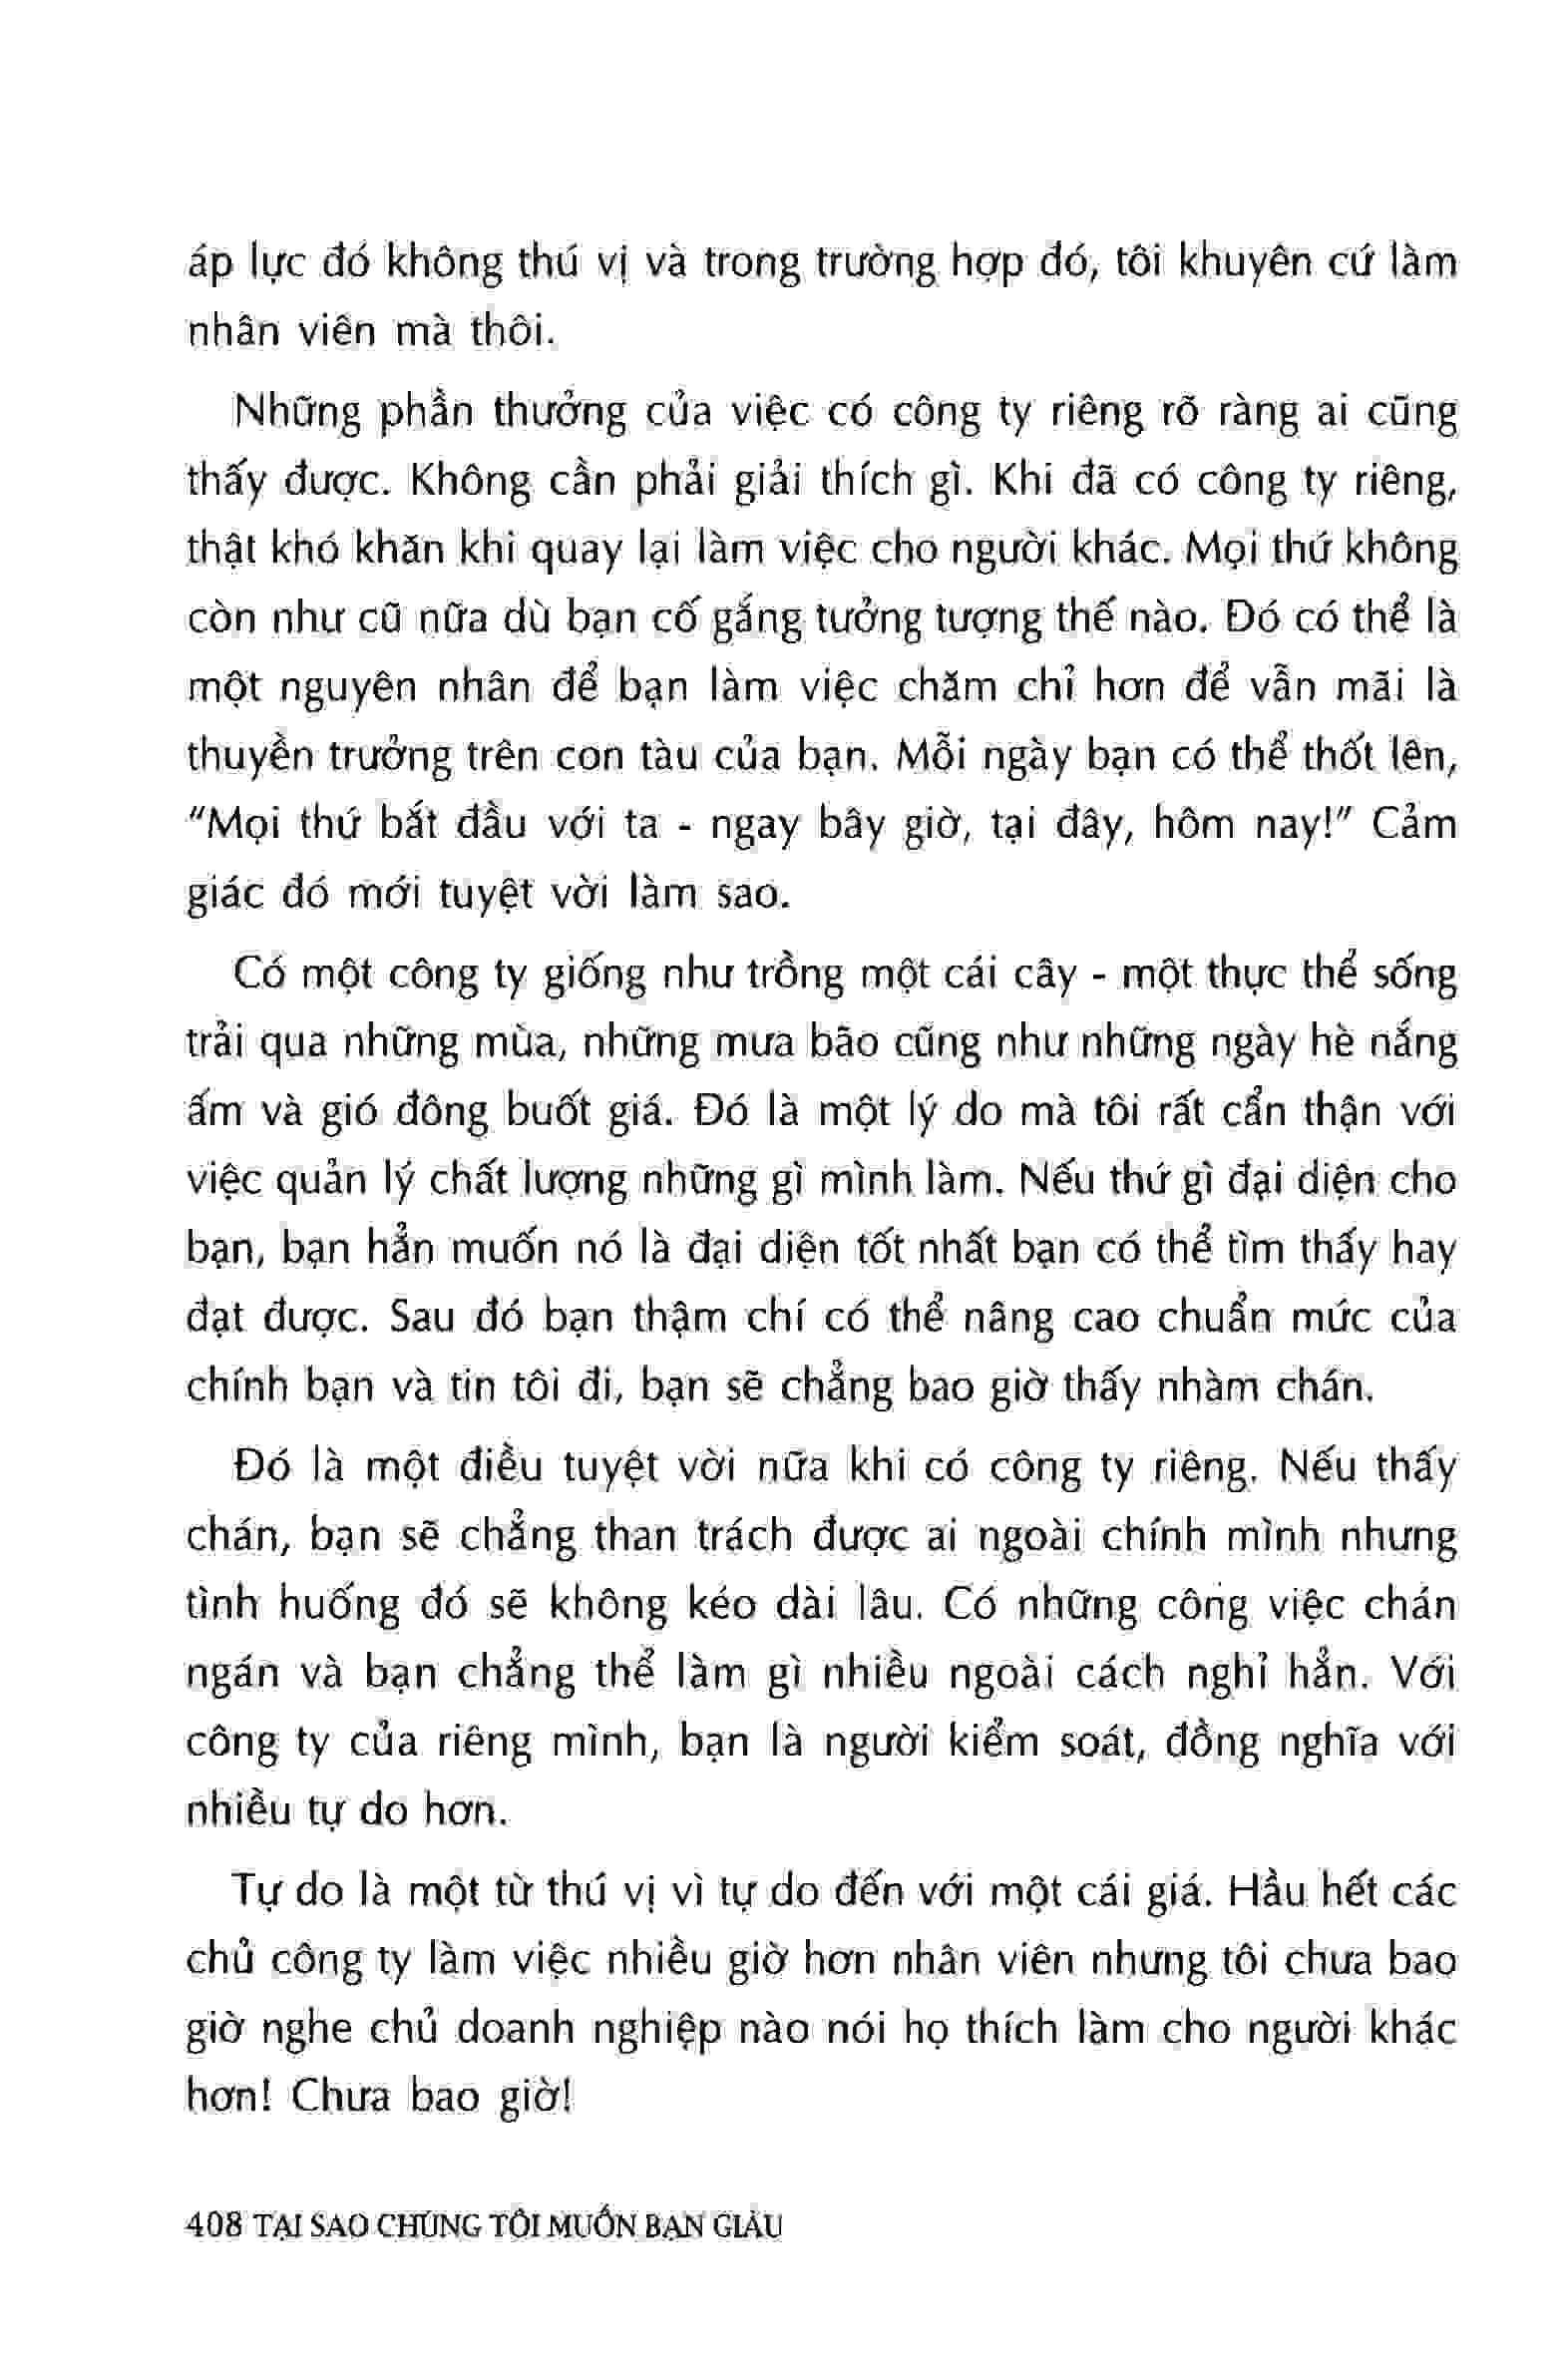 áp lực đó không thú vị và trong trường hợp đó, tôi khuyên cứ làm
nhân viên mà thôi.
Những phần thưởng của việc có công ty riêng rõ ràng ai cũng
thấy được. Không cần phải giải thích gì. Khi đã có công ty riêng,
thật khó khăn khi quay lại làm việc cho người khác. Mọi thứ không
còn như cũ nữa dù bạn cố gắng tưởng tượng thế nào. Đó có thể là
một nguyên nhân để bạn làm việc chăm chỉ hơn để vẫn mãi là
thuyền trưởng trên con tàu của bạn. Mỗi ngày bạn có thể thốt lên,
"Mọi thứ bắt đầu với ta - ngay bây giờ, tại đây, hôm nay!" Cảm
giác đó mới tuyệt vời làm sao.
Có một công ty giống như trồng một cái cây - một thực thể sống
trải qua những mùa, những mưa bão cũng như những ngày hè nắng
ấm và gió đông buốt giá. Đó là một lý do mà tôi rất cẩn thận với
việc quản lý chất lượng những gì mình làm. Nếu thứ gì đại diện cho
bạn, bạn hẳn muốn nó là đại diện tốt nhất bạn có thể tìm thấy hay
đạt được. Sau đó bạn thậm chí có thể nâng cao chuẩn mức của
chính bạn và tin tôi đi, bạn sẽ chẳng bao giờ thấy nhàm chán.
Đó là một điều tuyệt vời nữa khi có công ty riêng. Nếu thấy
chán, bạn sẽ chẳng than trách được ai ngoài chính mình nhưng
tình huống đó sẽ không kéo dài lâu. Có những công việc chán
ngán và bạn chẳng thể làm gì nhiều ngoài cách nghỉ hẳn. Với
công ty của riêng mình, bạn là người kiểm soát, đồng nghĩa với
nhiều tự do hơn.
Tự do là một từ thú vị vì tự do đến với một cái giá. Hầu hết các
chủ công ty làm việc nhiều giờ hơn nhân viên nhưng tôi chưa bao
giờ nghe chủ doanh nghiệp nào nói họ thích làm cho người khác
hơn! Chưa bao giờ!
408 TẠI SAO CHÚNG TÔI MUỐN BẠN GIÀU